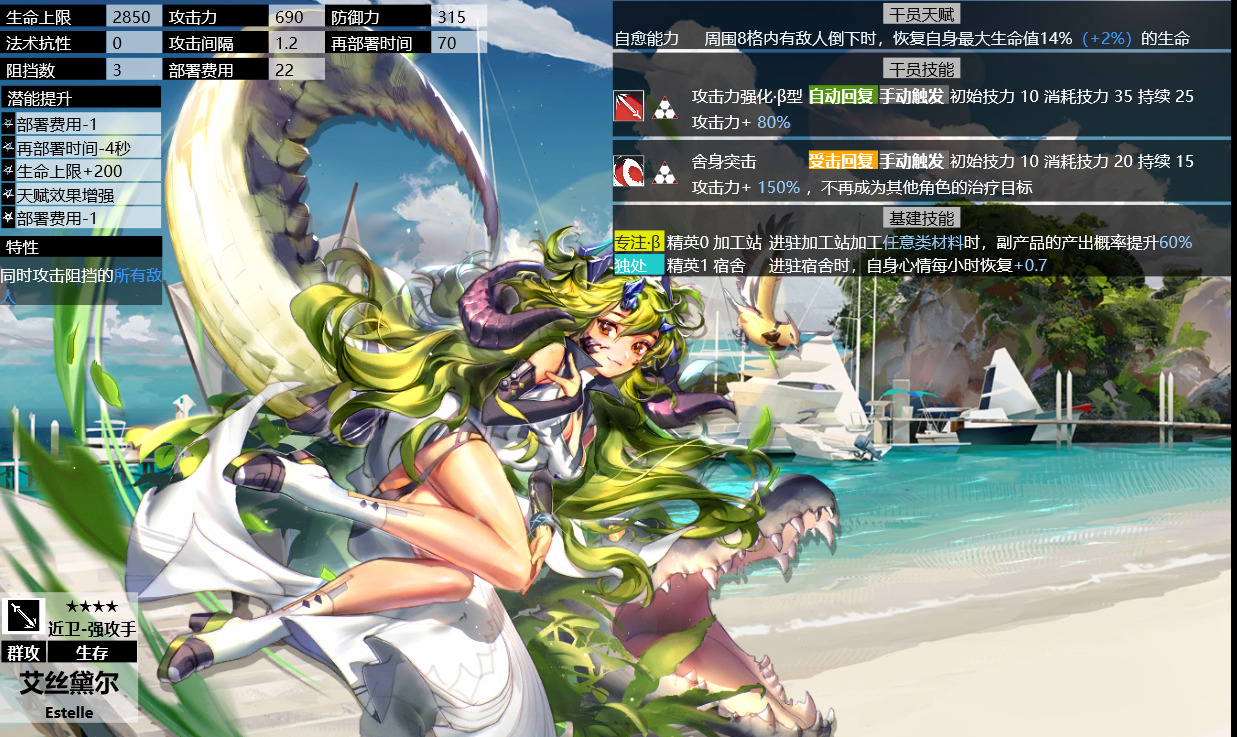 生命上限 2850 攻击力 690 防御力 315
法术抗性 0 攻击间隔 1.2 再部署时间 70
阻挡数 3 部署费用 22
潜能提升
部署费用-1
再部署时间-4秒
生命上限+200
天赋效果增强
部署费用-1
特性
同时攻击阻挡的所有敌
人
干员天赋
自愈能力 周围8格内有敌人倒下时，恢复自身最大生命值14%（+2%）的生命
干员技能
攻击力强化·β型 自动回复 手动触发 初始技力 10 消耗技力 35 持续 25
攻击力+ 80%
舍身突击 受击回复 手动触发 初始技力 10 消耗技力 20 持续 15
攻击力+ 150% ，不再成为其他角色的治疗目标
基建技能
专注·β 精英0 加工站 进驻加工站加工任意类材料时，副产品的产出概率提升60%
独处 精英1 宿舍 进驻宿舍时，自身心情每小时恢复+0.7
★★★★
近卫-强攻手
群攻 生存
艾丝黛尔
Estelle